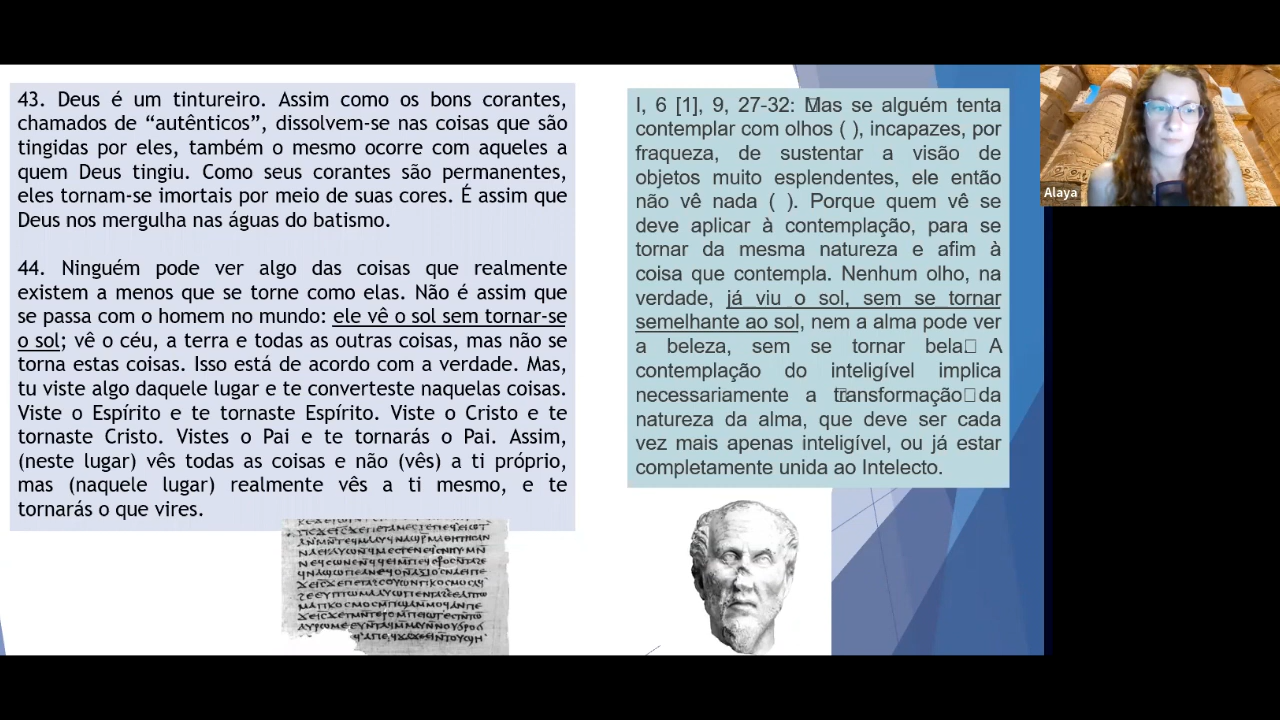 43. Deus é um tintureiro. Assim como os bons corantes,
chamados de “autênticos”, dissolvem-se nas coisas que são
tingidas por eles, também o mesmo ocorre com aqueles a
quem Deus tingiu. Como seus corantes são permanentes,
eles tornam-se imortais por meio de suas cores. É assim que
Deus nos mergulha nas águas do batismo.
44. Ninguém pode ver algo das coisas que realmente
existem a menos que se torne como elas. Não é assim que
se passa com o homem no mundo: ele vê o sol sem tornar-se
o sol; vê o céu, a terra e todas as outras coisas, mas não se
torna estas coisas. Isso está de acordo com a verdade. Mas,
tu viste algo daquele lugar e te converteste naquelas coisas.
Viste o Espírito e te tornaste Espírito. Viste o Cristo e te
tornaste Cristo. Vistes o Pai e te tornarás o Pai. Assim,
(neste lugar) vês todas as coisas e não (vês) a ti próprio,
mas (naquele lugar) realmente vês a ti mesmo, e te
tornarás o que vires.
I, 6 [1], 9, 27-32: Mas se alguém tenta
contemplar com olhos ( ), incapazes, por
fraqueza, de sustentar a visão de
objetos muito esplendentes, ele então
não vê nada ( ). Porque quem vê se
deve aplicar à contemplação, para se
tornar da mesma natureza e afim à
coisa que contempla. Nenhum olho, na
verdade, já viu o sol, sem se tornar
semelhante ao sol, nem a alma pode ver
a beleza, sem se tornar bela□ A
contemplação do inteligível implica
necessariamente a transformação□da
natureza da alma, que deve ser cada
vez mais apenas inteligível, ou já estar
completamente unida ao Intelecto.
Alaya